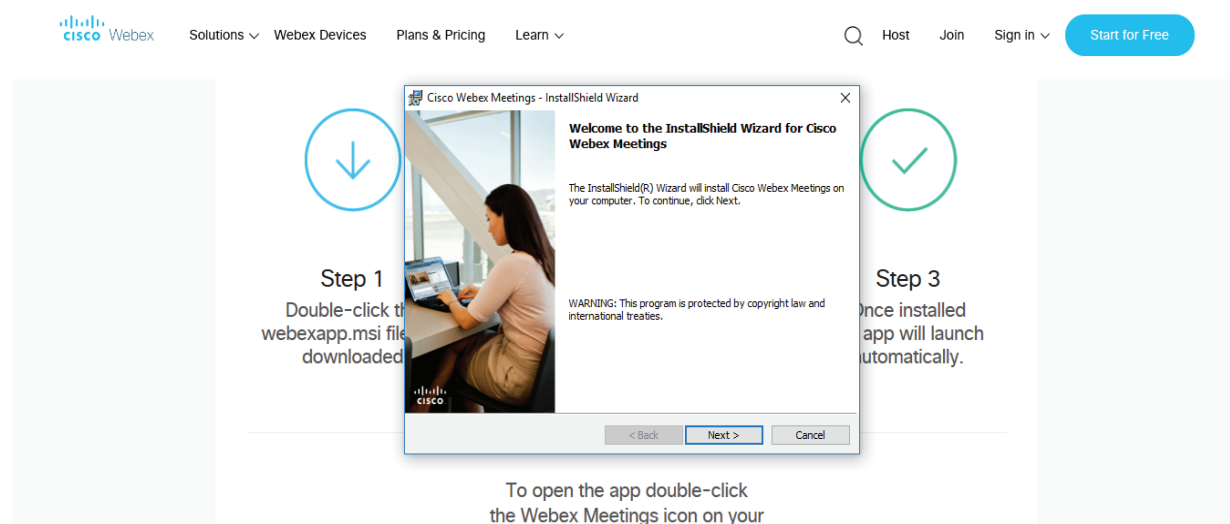 CISCO Webex
Solutions Webex Devices Plans & Pricing Learn
Host Join Sign in Start for Free
Cisco Webex Meetings - InstallShield Wizard
Welcome to the InstallShield Wizard for Cisco
Webex Meetings
The InstallShield(R) Wizard will install Cisco Webex Meetings on
your computer. To continue, click Next.
WARNING: This program is protected by copyright law and
international treaties.
CISCO
< Back Next > Cancel
Step 1
Double-click
webexapp.msi
downloaded
Step 3
installed
app will launch
To open the app double-click
the Webex Meetings icon on your